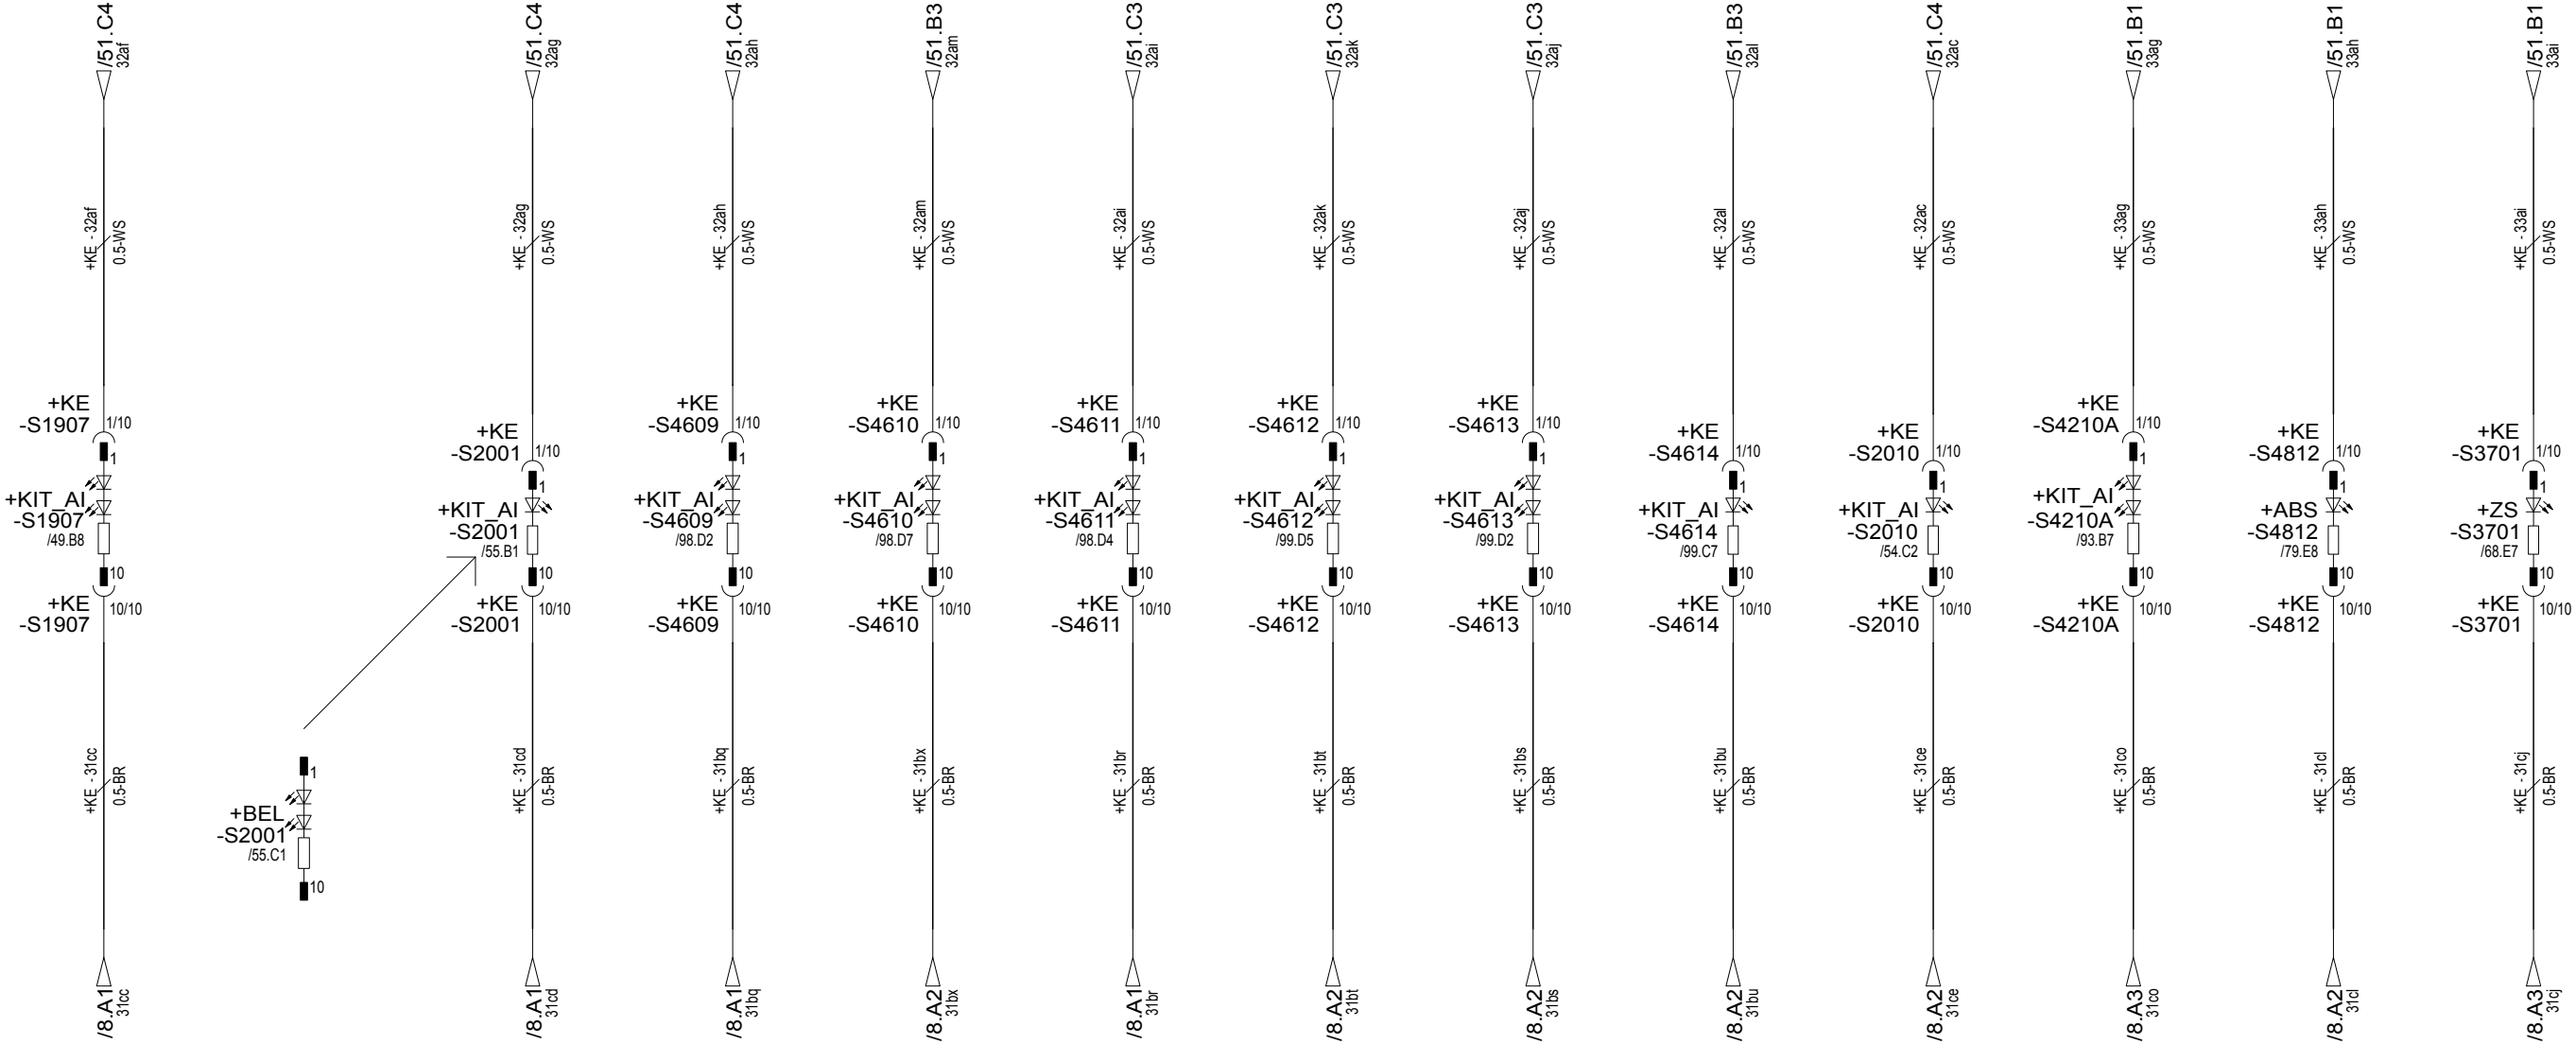 /51.C4
32af
+KE - 32af
0.5-WS
+KE
-S1907
1/10
1
+KIT_AI
-S1907
/49.B8
10
+KE
-S1907
10/10
+KE - 31cc
0.5-BR
/8.A1
31cc
1
+BEL
-S2001
/55.C1
10
/51.C4
32ag
+KE - 32ag
0.5-WS
+KE
-S2001
1/10
1
+KIT_AI
-S2001
/55.B1
10
+KE
-S2001
10/10
+KE - 31cd
0.5-BR
/8.A1
31cd
/51.C4
32ah
+KE - 32ah
0.5-WS
+KE
-S4609
1/10
1
+KIT_AI
-S4609
/98.D2
10
+KE
-S4609
10/10
+KE - 31bq
0.5-BR
/8.A1
31bq
/51.B3
32am
+KE - 32am
0.5-WS
+KE
-S4610
1/10
1
+KIT_AI
-S4610
/98.D7
10
+KE
-S4610
10/10
+KE - 31bx
0.5-BR
/8.A2
31bx
/51.C3
32ai
+KE - 32ai
0.5-WS
+KE
-S4611
1/10
1
+KIT_AI
-S4611
/98.D4
10
+KE
-S4611
10/10
+KE - 31br
0.5-BR
/8.A1
31br
/51.C3
32ak
+KE - 32ak
0.5-WS
+KE
-S4612
1/10
1
+KIT_AI
-S4612
/99.D5
10
+KE
-S4612
10/10
+KE - 31bt
0.5-BR
/8.A2
31bt
/51.C3
32aj
+KE - 32aj
0.5-WS
+KE
-S4613
1/10
1
+KIT_AI
-S4613
/99.D2
10
+KE
-S4613
10/10
+KE - 31bs
0.5-BR
/8.A2
31bs
/51.B3
32al
+KE - 32al
0.5-WS
+KE
-S4614
1/10
1
+KIT_AI
-S4614
/99.C7
10
+KE
-S4614
10/10
+KE - 31bu
0.5-BR
/8.A2
31bu
/51.C4
32ac
+KE - 32ac
0.5-WS
+KE
-S2010
1/10
1
+KIT_AI
-S2010
/54.C2
10
+KE
-S2010
10/10
+KE - 31ce
0.5-BR
/8.A2
31ce
/51.B1
33ag
+KE - 33ag
0.5-WS
+KE
-S4210A
1/10
1
+KIT_AI
-S4210A
/93.B7
10
+KE
-S4210A
10/10
+KE - 31co
0.5-BR
/8.A3
31co
/51.B1
33ah
+KE - 33ah
0.5-WS
+KE
-S4812
1/10
1
+ABS
-S4812
/79.E8
10
+KE
-S4812
10/10
+KE - 31cl
0.5-BR
/8.A2
31cl
/51.B1
33ai
+KE - 33ai
0.5-WS
+KE
-S3701
1/10
1
+ZS
-S3701
/68.E7
10
+KE
-S3701
10/10
+KE - 31cj
0.5-BR
/8.A3
31cj